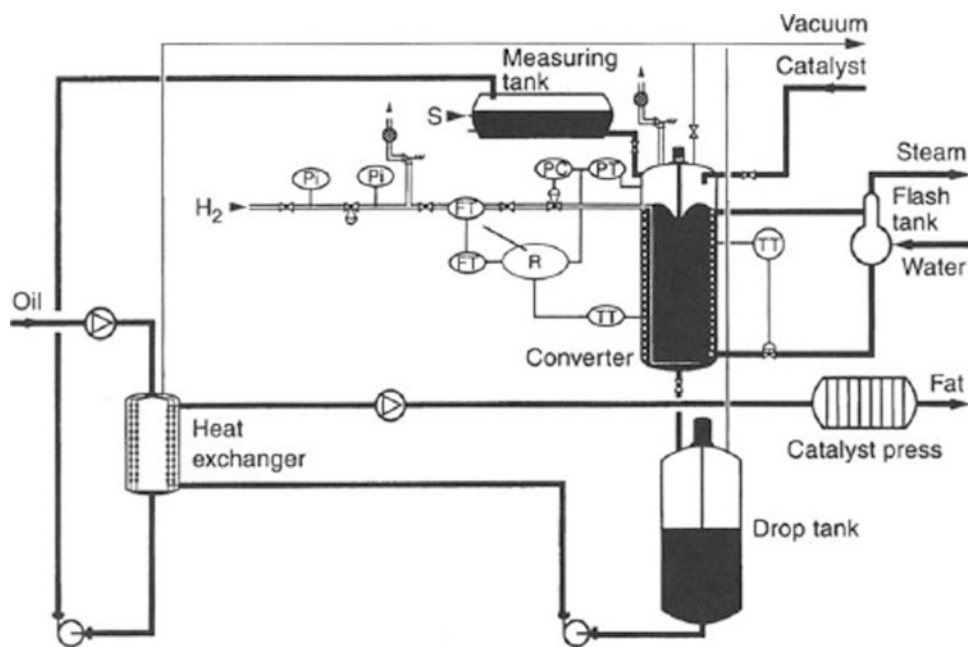 Vacuum
Measuring
tank
Catalyst
S
Steam
Pi
Pi
PC
PT
Flash
tank
H2
FT
TT
Water
FT
R
Oil
TT
Converter
Fat
Heat
exchanger
Catalyst press
Drop tank